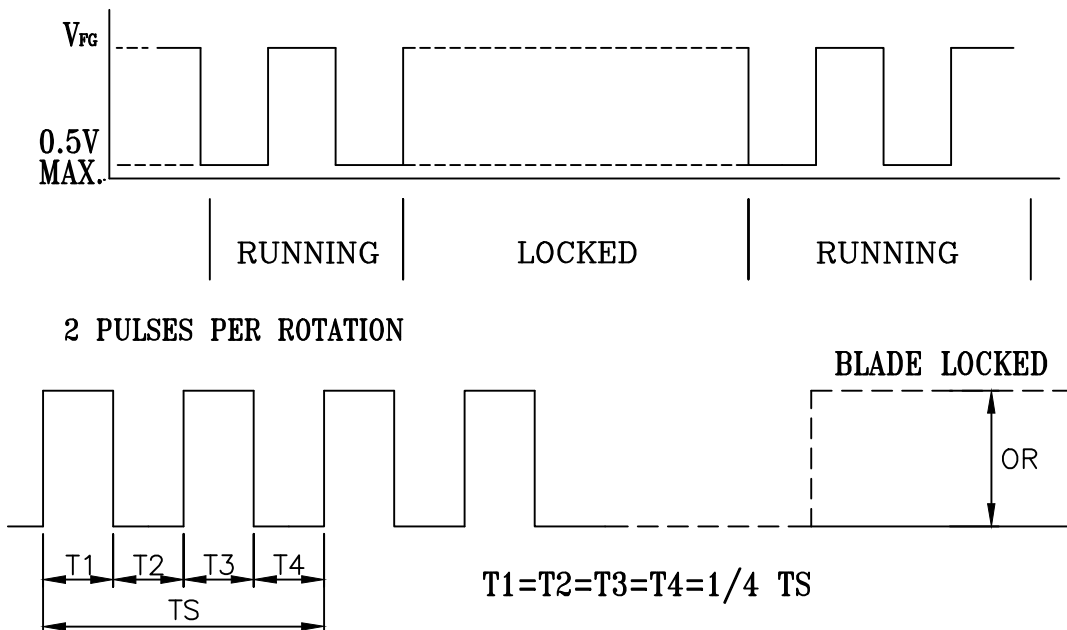 VFG
0.5V
MAX.
RUNNING LOCKED RUNNING
2 PULSES PER ROTATION
BLADE LOCKED
OR
T1 T2 T3 T4
T1=T2=T3=T4=1/4 TS
TS